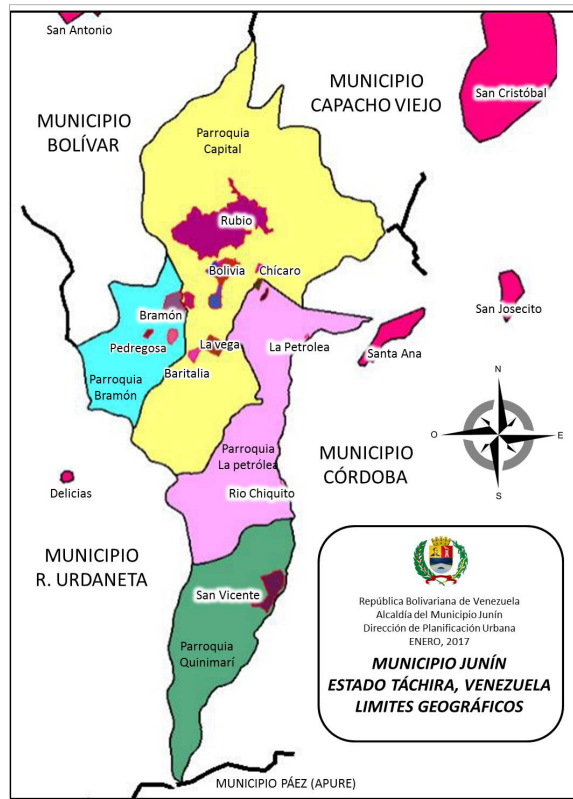 San Antonio
MUNICIPIO
CAPACHO VIEJO
San Cristóbal
MUNICIPIO
BOLÍVAR
Parroquia
Capital
Rubio
Bolivia
Chícaro
Bramón
San Josecito
La vega
La Petrolea
Pedregosa
Santa Ana
Baritalia
Parroquia
Bramón
N
O
E
S
Parroquia
La petrólea
MUNICIPIO
CÓRDOBA
Delicias
Rio Chiquito
MUNICIPIO
R. URDANETA
San Vicente
Parroquia
Quinimarí
República Bolivariana de Venezuela
Alcaldía del Municipio Junín
Dirección de Planificación Urbana
ENERO, 2017
MUNICIPIO JUNÍN
ESTADO TÁCHIRA, VENEZUELA
LIMITES GEOGRÁFICOS
MUNICIPIO PÁEZ (APURE)